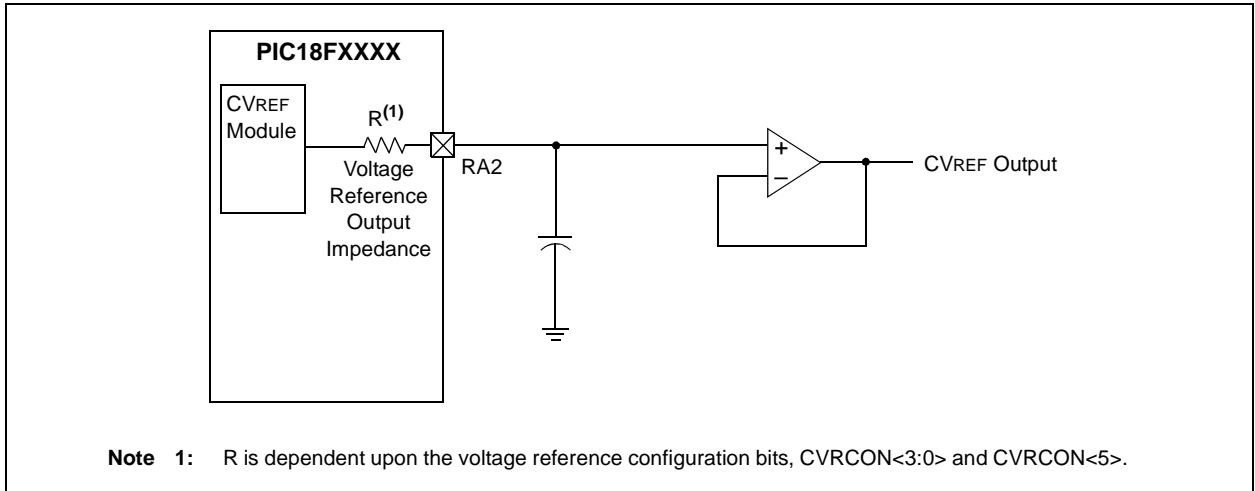 PIC18FXXXX
CVREF
Module
R(1)
Voltage
Reference
Output
Impedance
RA2
+
–
CVREF Output
Note 1: R is dependent upon the voltage reference configuration bits, CVRCON<3:0> and CVRCON<5>.